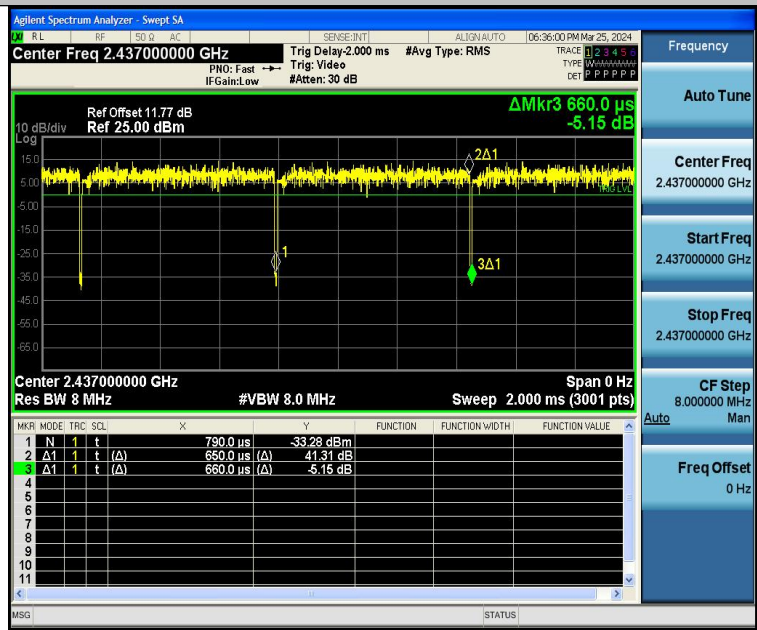 Agilent Spectrum Analyzer - Swept SA
LXI RL RF 50 Ω AC SENSE:INT ALIGN AUTO 06:36:00 PM Mar 25, 2024
Center Freq 2.437000000 GHz
PNO: Fast
IFGain:Low
Trig Delay-2.000 ms
Trig: Video
#Atten: 30 dB
#Avg Type: RMS
TRACE 1 2 3 4 5 6
TYPE W
DET P P P P P P
Ref Offset 11.77 dB
10 dB/div Ref 25.00 dBm
Log
ΔMkr3 660.0 µs
-5.15 dB
15.0
5.00
-5.00
-15.0
-25.0
-35.0
-45.0
-55.0
-65.0
2Δ1
TRIG LVL
1
3Δ1
Center 2.437000000 GHz Span 0 Hz
Res BW 8 MHz #VBW 8.0 MHz Sweep 2.000 ms (3001 pts)
MKR MODE TRC SCL X Y FUNCTION FUNCTION WIDTH FUNCTION VALUE
1 N 1 t 790.0 µs -33.28 dBm
2 Δ1 1 t (Δ) 650.0 µs (Δ) 41.31 dB
3 Δ1 1 t (Δ) 660.0 µs (Δ) -5.15 dB
4
5
6
7
8
9
10
11
MSG STATUS
Frequency
Auto Tune
Center Freq
2.437000000 GHz
Start Freq
2.437000000 GHz
Stop Freq
2.437000000 GHz
CF Step
8.000000 MHz
Auto Man
Freq Offset
0 Hz